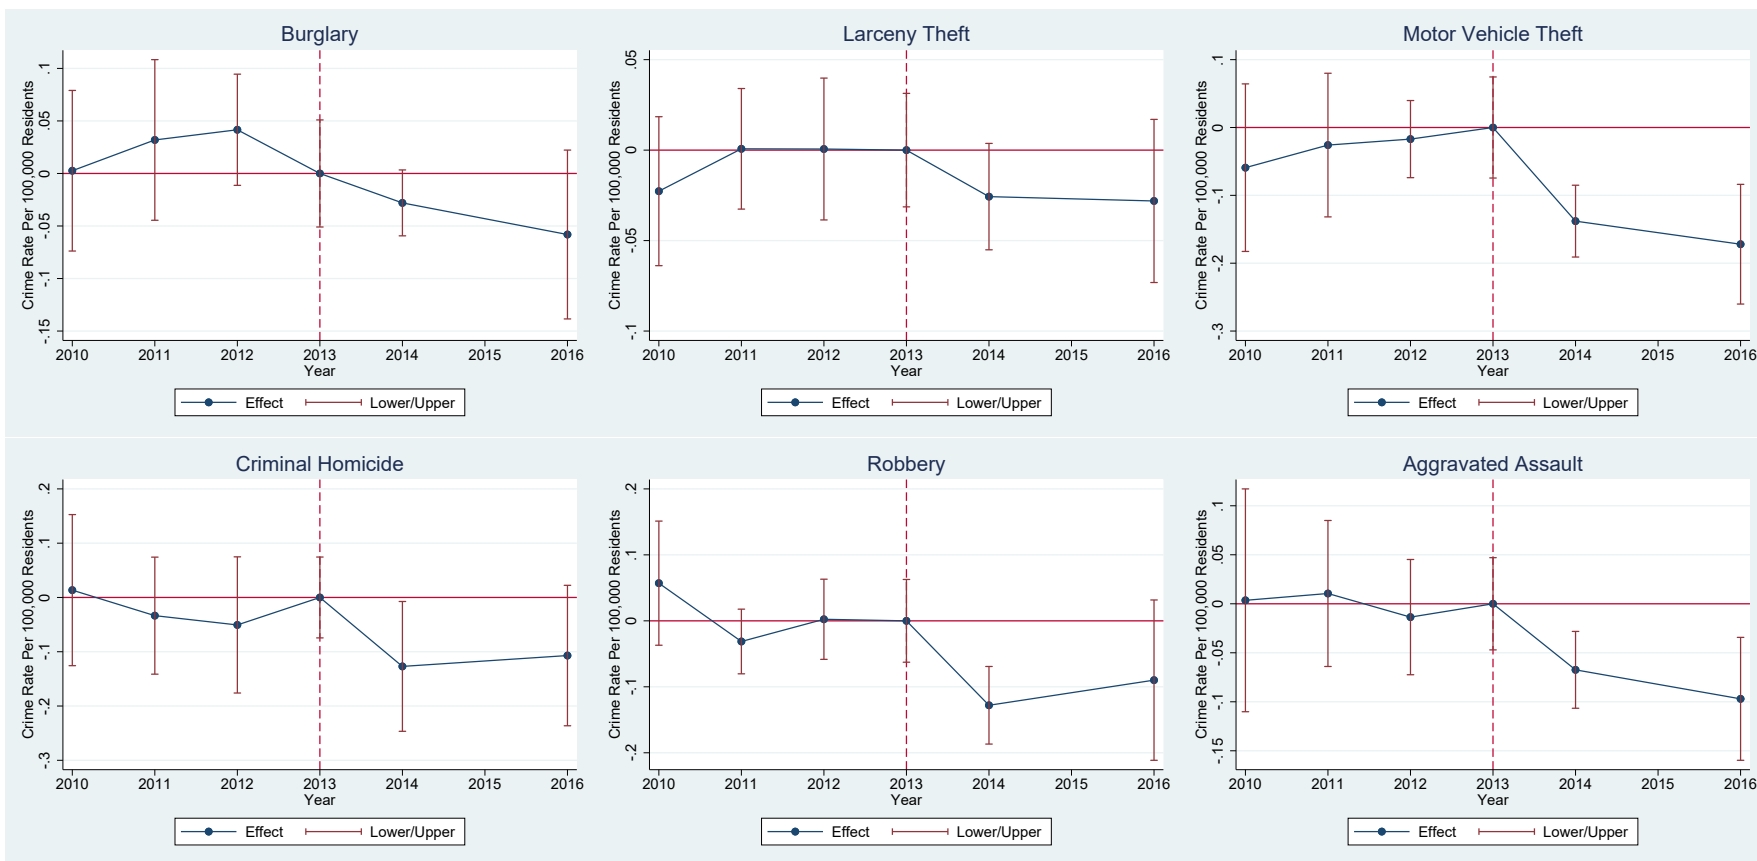 Burglary
Crime Rate Per 100,000 Residents
.1
.05
0
-.05
-.1
-.15
2010 2011 2012 2013 2014 2015 2016
Year
Effect Lower/Upper
Larceny Theft
Crime Rate Per 100,000 Residents
.05
0
-.05
-.1
2010 2011 2012 2013 2014 2015 2016
Year
Effect Lower/Upper
Motor Vehicle Theft
Crime Rate Per 100,000 Residents
.1
0
-.1
-.2
-.3
2010 2011 2012 2013 2014 2015 2016
Year
Effect Lower/Upper
Criminal Homicide
Crime Rate Per 100,000 Residents
.2
.1
0
-.1
-.2
-.3
2010 2011 2012 2013 2014 2015 2016
Year
Effect Lower/Upper
Robbery
Crime Rate Per 100,000 Residents
.2
.1
0
-.1
-.2
2010 2011 2012 2013 2014 2015 2016
Year
Effect Lower/Upper
Aggravated Assault
Crime Rate Per 100,000 Residents
.1
.05
0
-.05
-.1
-.15
2010 2011 2012 2013 2014 2015 2016
Year
Effect Lower/Upper